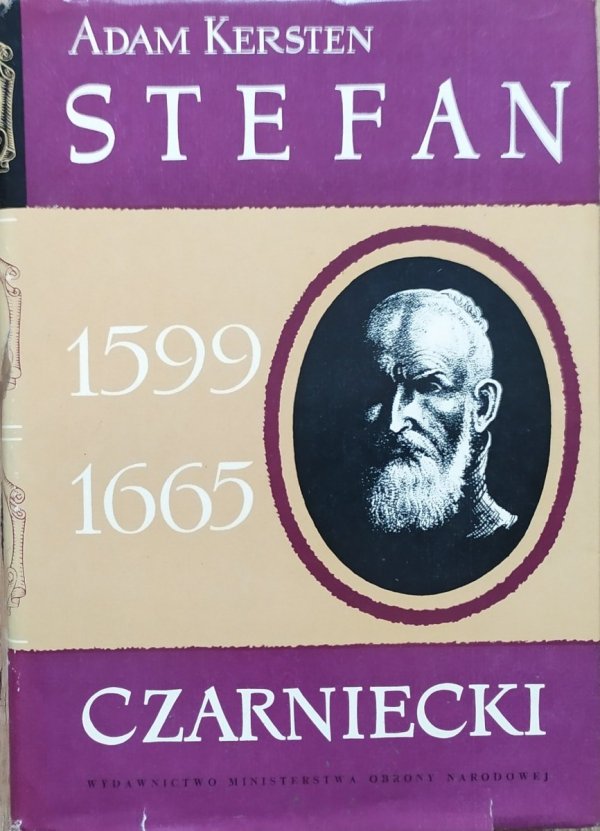 ADAM KERSTEN
STEFAN
1599
1665
CZARNIECKI
WYDAWNICTWO MINISTERSTWA OBRONY NARODOWEJ